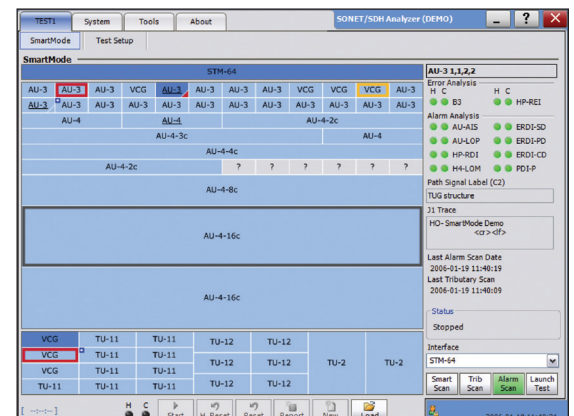 TEST1 System Tools About SONET/SDH Analyzer (DEMO) ? X
SmartMode Test Setup
SmartMode
STM-64
AU-3 AU-3 AU-3 VCG AU-3 AU-3 AU-3 AU-3 VCG VCG VCG AU-3
AU-3 AU-3 AU-3 AU-3 AU-3 AU-3 AU-3 AU-3 AU-3 AU-3 AU-3 AU-3
AU-4 AU-4 AU-4-2c
AU-4-3c AU-4
AU-4-4c
AU-4-2c ? ? ? ? ? ?
AU-4-8c
AU-4-16c
AU-4-16c
VCG TU-11 TU-11 TU-12 TU-12 TU-2 TU-2
VCG TU-11 TU-11 TU-12 TU-12
VCG TU-11 TU-11 TU-12 TU-12
TU-11 TU-11 TU-11
AU-3 1,1,2,2
Error Analysis
H C H C
B3 HP-REI
Alarm Analysis
AU-AIS ERDI-SD
AU-LOP ERDI-PD
HP-RDI ERDI-CD
H4-LOM PDI-P
Path Signal Label (C2)
TUG structure
J1 Trace
HO-SmartMode Demo
<cr><lf>
Last Alarm Scan Date
2006-01-19 11:40:19
Last Tributary Scan
2006-01-19 11:40:09
Status
Stopped
Interface
STM-64
Smart Scan Trib Scan Alarm Scan Launch Test
[ --:--:-- ] H C Start H. Reset Reset Report New Load